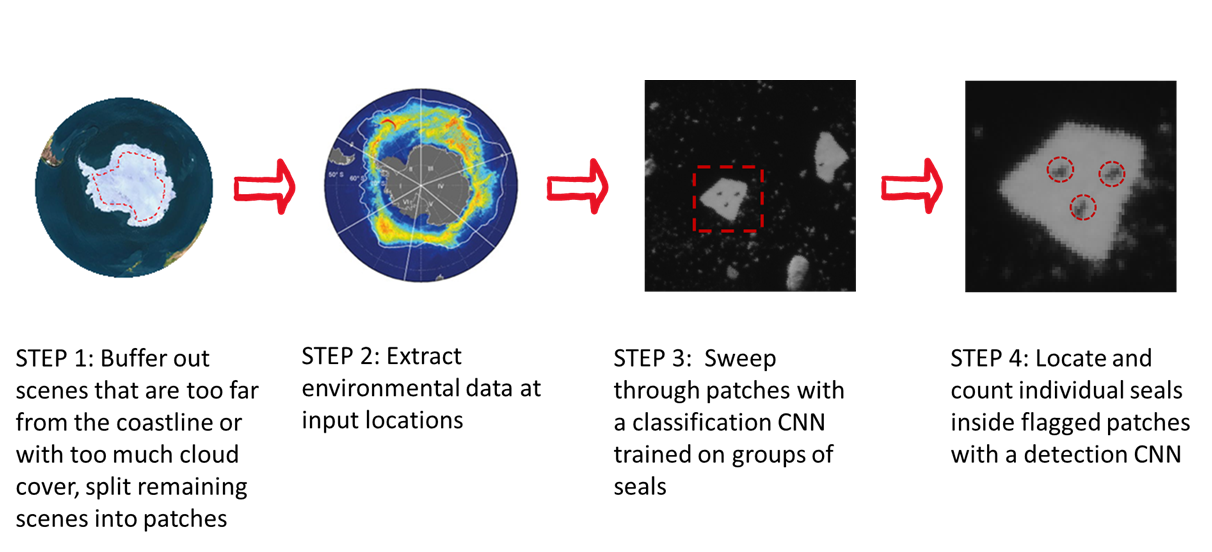 50° S
60° S
I
II
III
IV
V
VI
STEP 1: Buffer out
scenes that are too far
from the coastline or
with too much cloud
cover, split remaining
scenes into patches
STEP 2: Extract
environmental data at
input locations
STEP 3:  Sweep
through patches with
a classification CNN
trained on groups of
seals
STEP 4: Locate and
count individual seals
inside flagged patches
with a detection CNN